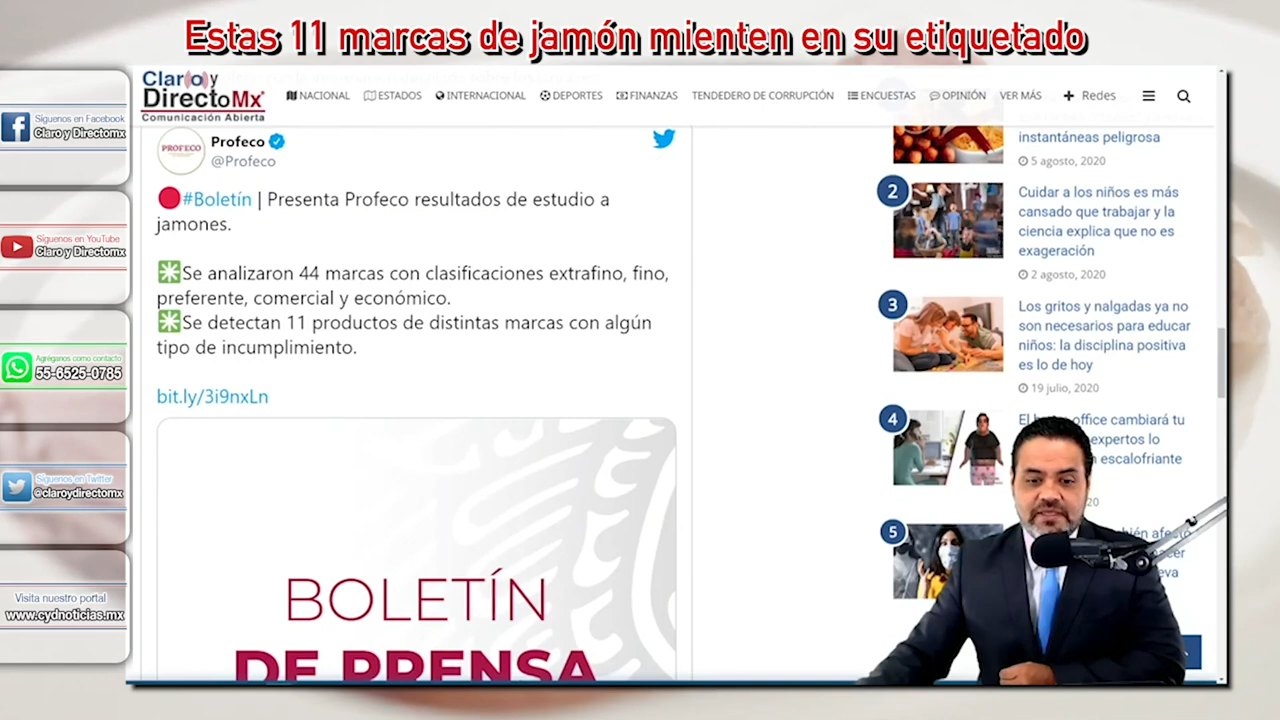 Estas 11 marcas de jamón mienten en su etiquetado
Claro y
DirectoMx
Comunicación Abierta
NACIONAL
ESTADOS
INTERNACIONAL
DEPORTES
FINANZAS
TENDEDERO DE CORRUPCIÓN
ENCUESTAS
OPINIÓN
VER MÁS
Redes
Síguenos en Facebook
Claro y Directomx
Síguenos en YouTube
Claro y Directomx
Agréganos como contacto
55-6525-0785
Síguenos en Twitter
@claroydirectomx
Visita nuestro portal
www.cydnoticias.mx
PROFECO
Profeco
@Profeco
#Boletín | Presenta Profeco resultados de estudio a
jamones.
Se analizaron 44 marcas con clasificaciones extrafino, fino,
preferente, comercial y económico.
Se detectan 11 productos de distintas marcas con algún
tipo de incumplimiento.
bit.ly/3i9nxLn
BOLETÍN
DE PRENSA
instantáneas peligrosa
5 agosto, 2020
2
Cuidar a los niños es más
cansado que trabajar y la
ciencia explica que no es
exageración
2 agosto, 2020
3
Los gritos y nalgadas ya no
son necesarios para educar
niños: la disciplina positiva
es lo de hoy
19 julio, 2020
4
office cambiará tu
expertos lo
escalofriante
5